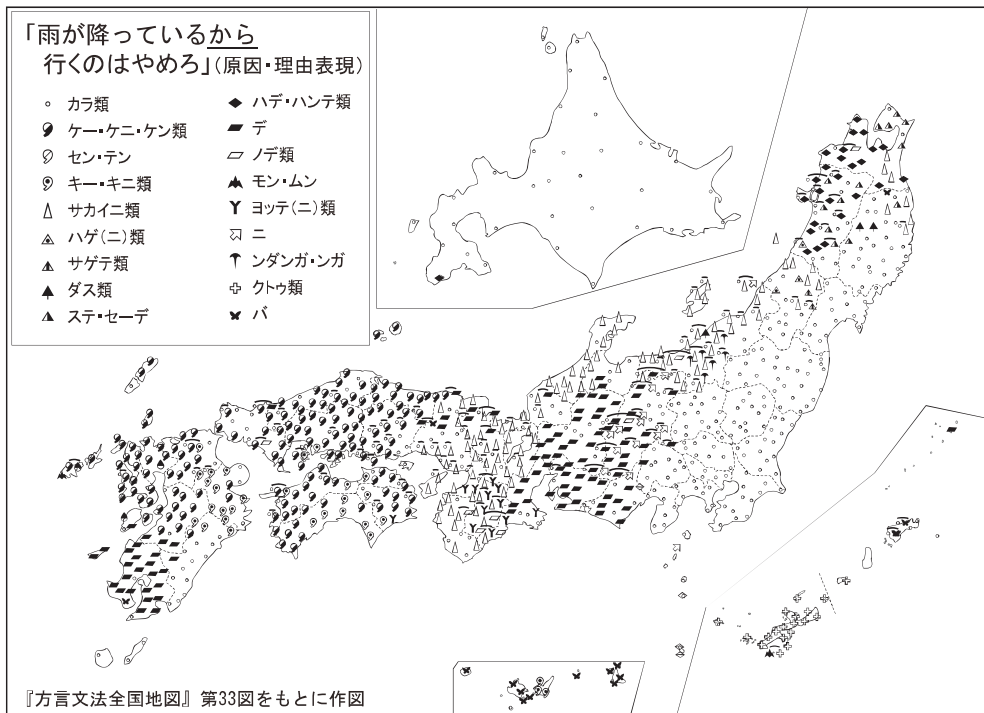 「雨が降っているから
行くのはやめろ」(原因・理由表現)
カラ類
ケー・ケニ・ケン類
セン・テン
キー・キニ類
サカイニ類
ハゲ(ニ)類
サゲテ類
ダス類
ステ・セーデ
ハデ・ハンテ類
デ
ノデ類
モン・ムン
ヨッテ(ニ)類
ニ
ンダンガ・ンガ
クトゥ類
バ
『方言文法全国地図』第33図をもとに作図